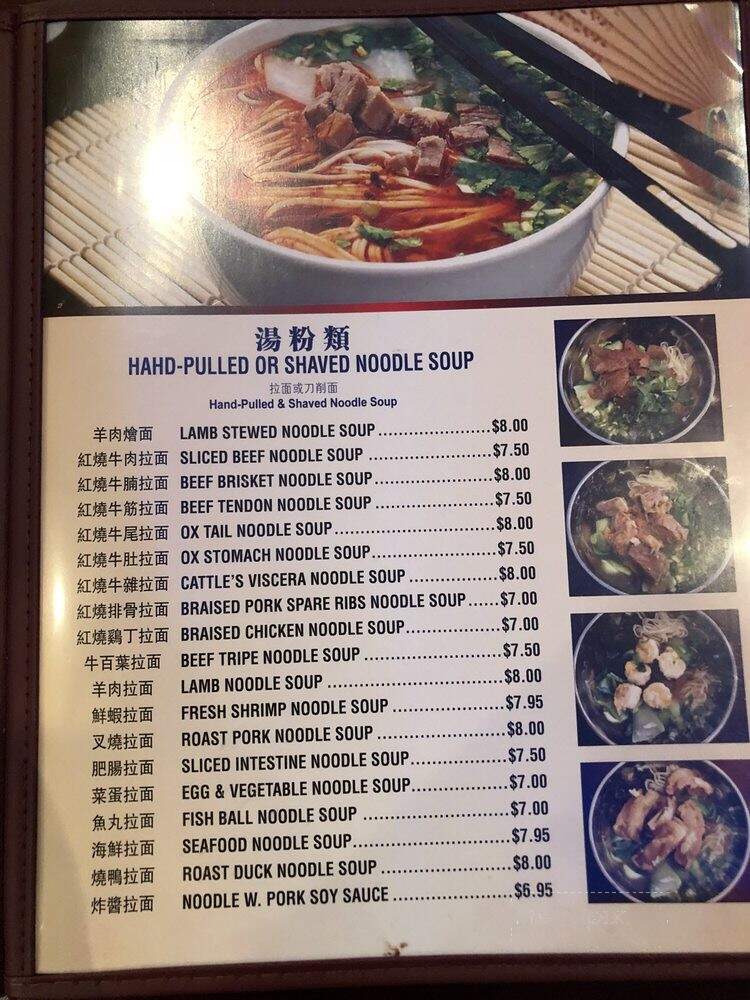 湯粉類
HAHD-PULLED OR SHAVED NOODLE SOUP
拉面或刀削面
Hand-Pulled & Shaved Noodle Soup
羊肉燴面 LAMB STEWED NOODLE SOUP ......................$8.00
紅燒牛肉拉面 SLICED BEEF NOODLE SOUP ........................$7.50
紅燒牛腩拉面 BEEF BRISKET NOODLE SOUP.......................$8.00
紅燒牛筋拉面 BEEF TENDON NOODLE SOUP .......................$7.50
紅燒牛尾拉面 OX TAIL NOODLE SOUP...............................$8.00
紅燒牛肚拉面 OX STOMACH NOODLE SOUP........................$7.50
紅燒牛雜拉面 CATTLE'S VISCERA NOODLE SOUP .................$8.00
紅燒排骨拉面 BRAISED PORK SPARE RIBS NOODLE SOUP......$7.00
紅燒鷄丁拉面 BRAISED CHICKEN NOODLE SOUP...................$7.00
牛百葉拉面 BEEF TRIPE NOODLE SOUP ...........................$7.50
羊肉拉面 LAMB NOODLE SOUP ..................................$8.00
鮮蝦拉面 FRESH SHRIMP NOODLE SOUP ......................$7.95
叉燒拉面 ROAST PORK NOODLE SOUP .........................$8.00
肥腸拉面 SLICED INTESTINE NOODLE SOUP...................$7.50
菜蛋拉面 EGG & VEGETABLE NOODLE SOUP...................$7.00
魚丸拉面 FISH BALL NOODLE SOUP ............................$7.00
海鮮拉面 SEAFOOD NOODLE SOUP...............................$7.95
燒鴨拉面 ROAST DUCK NOODLE SOUP ..........................$8.00
炸醬拉面 NOODLE W. PORK SOY SAUCE .......................$6.95